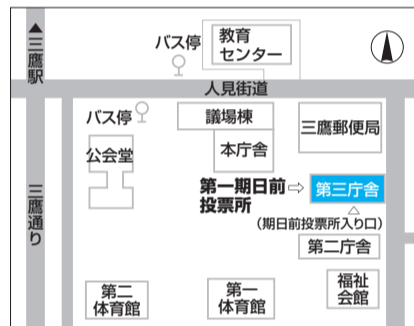 ▲三鷹駅
バス停
教育
センター
人見街道
バス停
議場棟
三鷹郵便局
公会堂
本庁舎
第一期日前⇨
投票所
第三庁舎
(期日前投票所入り口)
三鷹通り
第二庁舎
福祉
会館
第二
体育館
第一
体育館